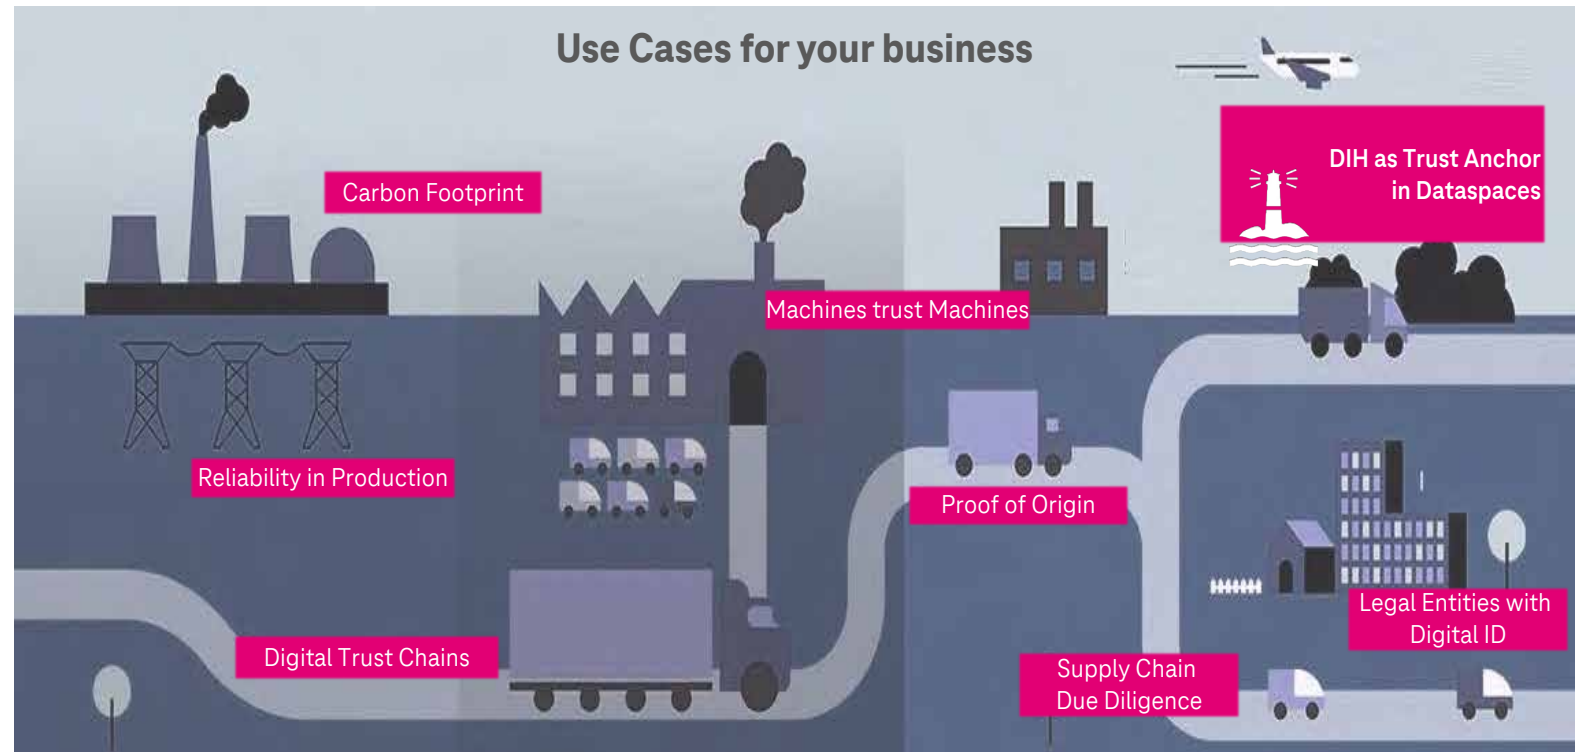 Use Cases for your business
DIH as Trust Anchor
in Dataspaces
Carbon Footprint
Machines trust Machines
Reliability in Production
Proof of Origin
Legal Entities with
Digital ID
Digital Trust Chains
Supply Chain
Due Diligence